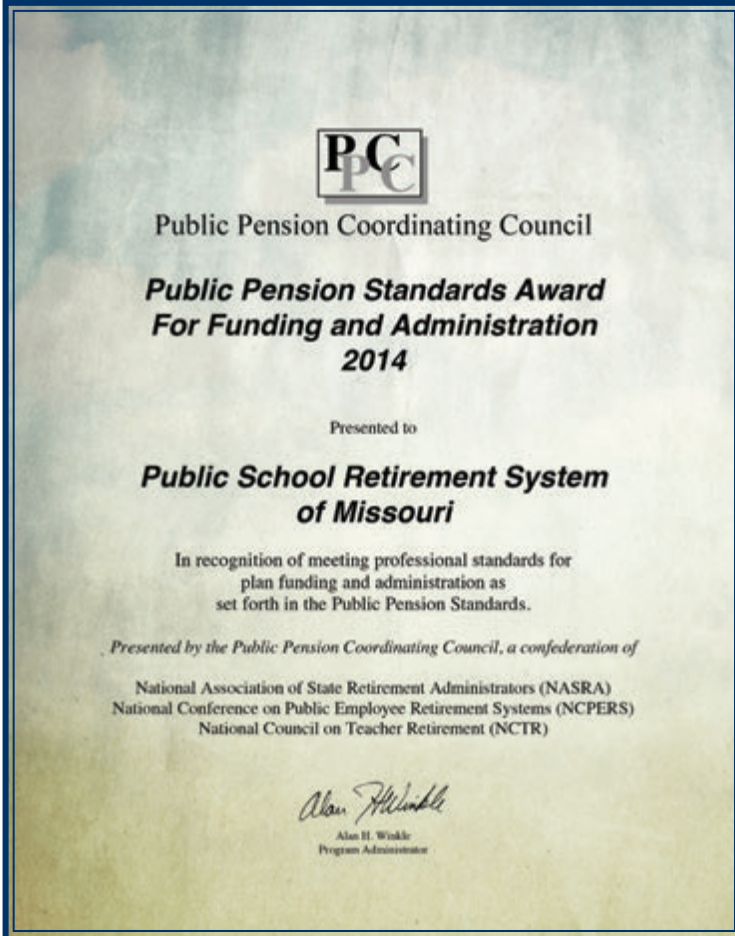 PPCC
Public Pension Coordinating Council
Public Pension Standards Award
For Funding and Administration
2014
Presented to
Public School Retirement System
of Missouri
In recognition of meeting professional standards for
plan funding and administration as
set forth in the Public Pension Standards.
Presented by the Public Pension Coordinating Council, a confederation of
National Association of State Retirement Administrators (NASRA)
National Conference on Public Employee Retirement Systems (NCPERS)
National Council on Teacher Retirement (NCTR)
Alan H Winkle
Alan H. Winkle
Program Administrator